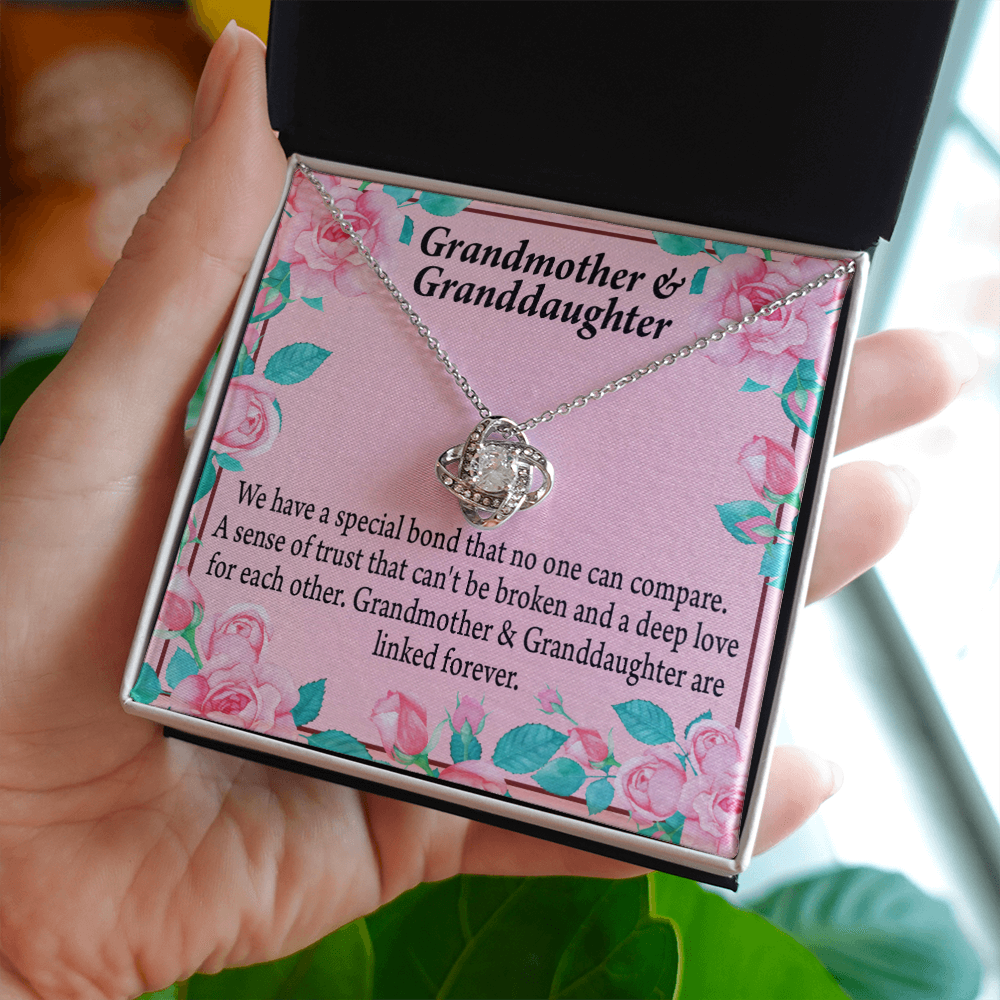 Grandmother &
Granddaughter
We have a special bond that no one can compare.
A sense of trust that can't be broken and a deep love
for each other. Grandmother & Granddaughter are
linked forever.